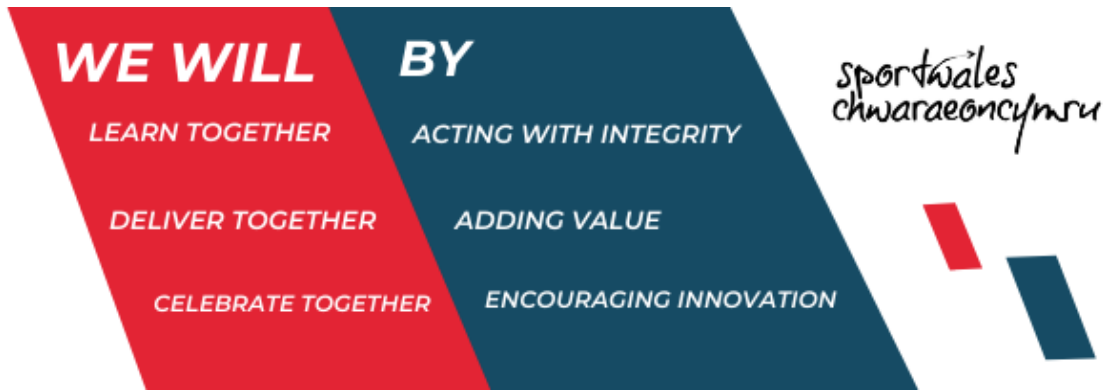 WE WILL
LEARN TOGETHER
DELIVER TOGETHER
CELEBRATE TOGETHER
BY
ACTING WITH INTEGRITY
ADDING VALUE
ENCOURAGING INNOVATION
sportwales
chwaraeoncymru